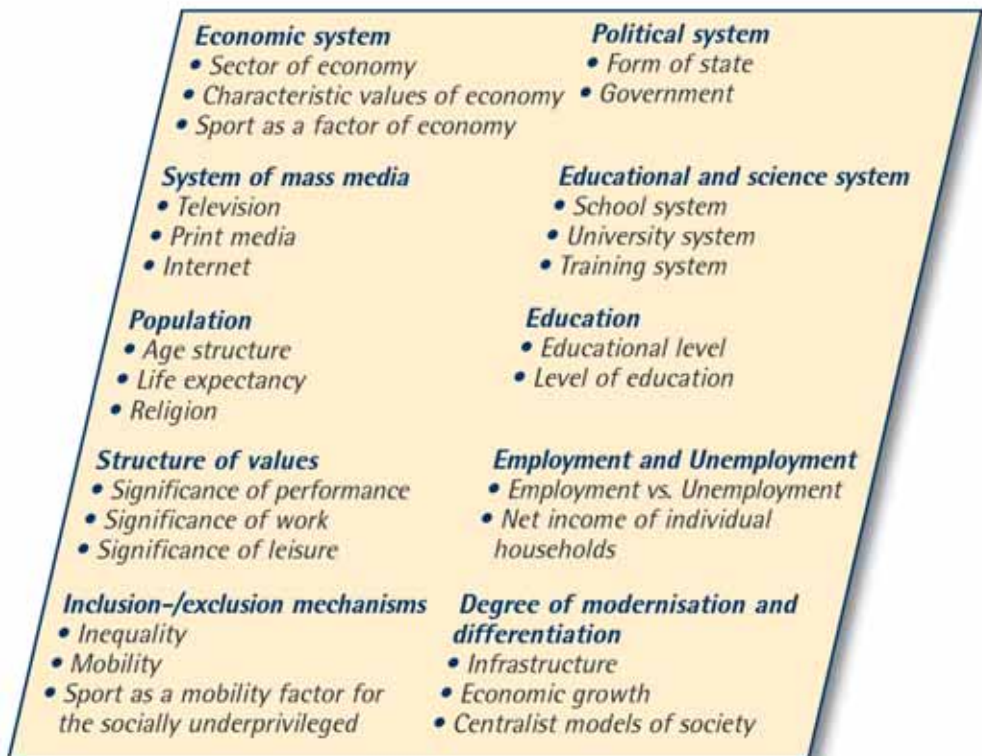 Economic system
• Sector of economy
• Characteristic values of economy
• Sport as a factor of economy
Political system
• Form of state
• Government
System of mass media
• Television
• Print media
• Internet
Educational and science system
• School system
• University system
• Training system
Population
• Age structure
• Life expectancy
• Religion
Education
• Educational level
• Level of education
Structure of values
• Significance of performance
• Significance of work
• Significance of leisure
Employment and Unemployment
• Employment vs. Unemployment
• Net income of individual
households
Inclusion-/exclusion mechanisms
• Inequality
• Mobility
• Sport as a mobility factor for
the socially underprivileged
Degree of modernisation and
differentiation
• Infrastructure
• Economic growth
• Centralist models of society